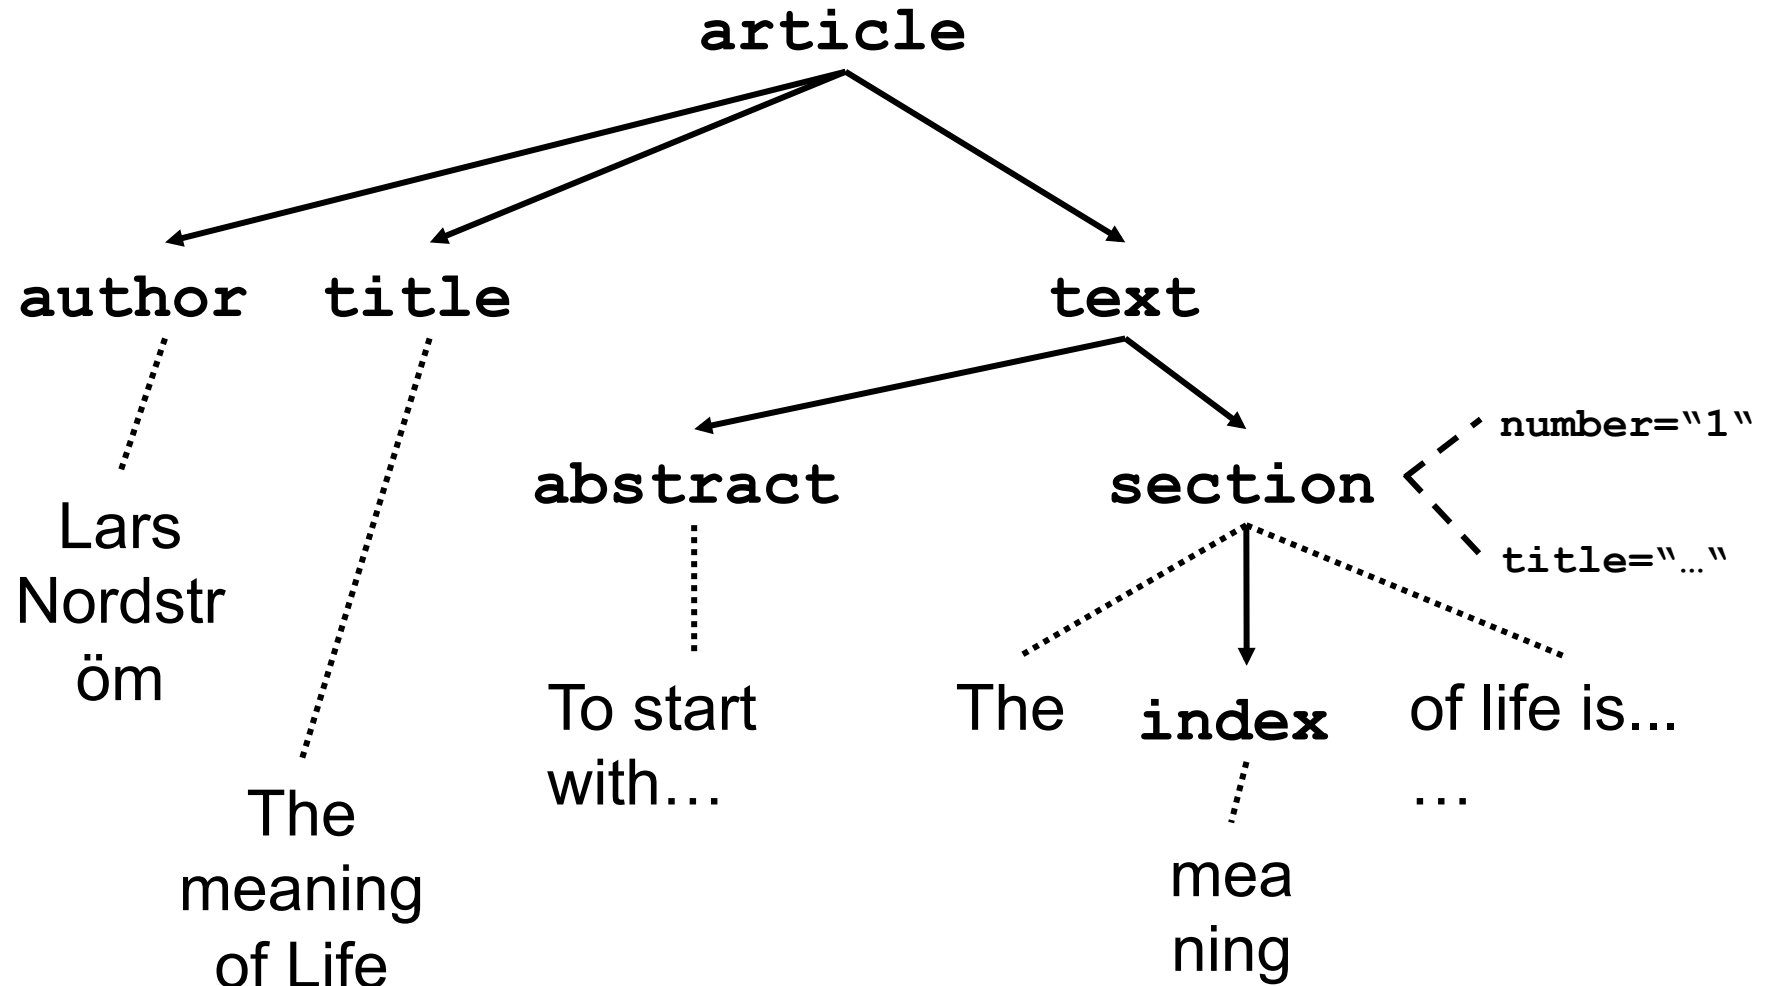 article
author
title
text
number="1"
abstract
section
title="…"
Lars
Nordstr
öm
To start
with…
The
index
of life is...
…
The
meaning
of Life
mea
ning